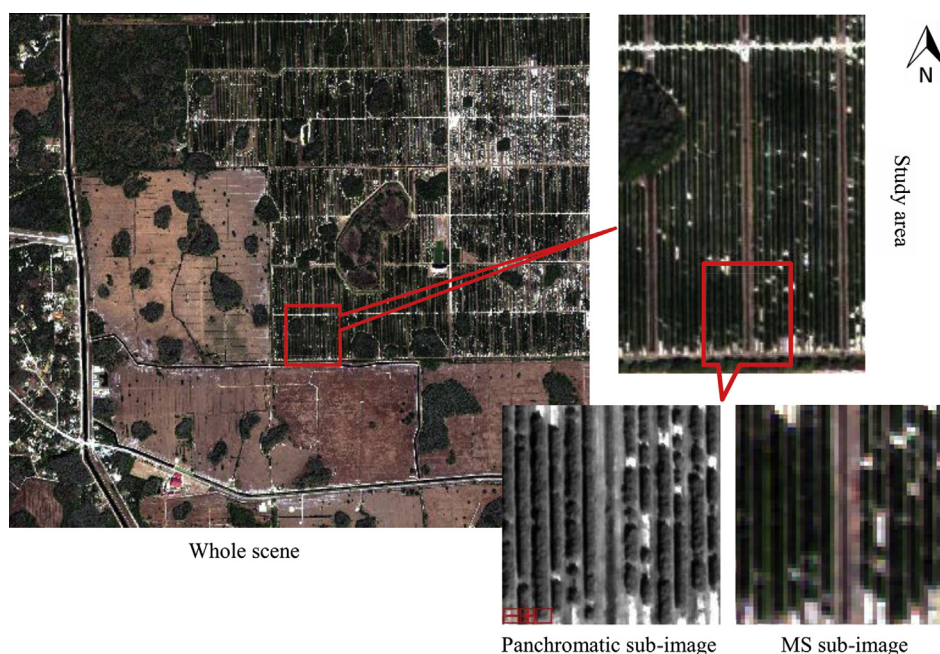 N
Study area
Whole scene
Panchromatic sub-image
MS sub-image